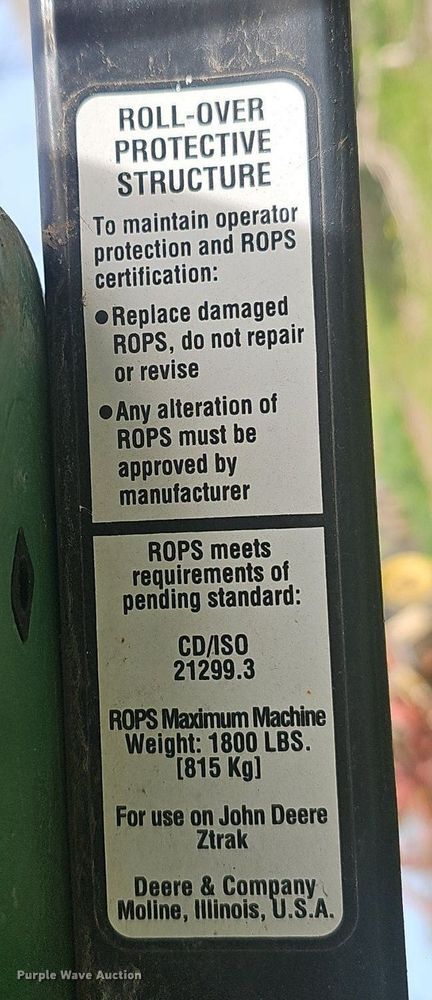 ROLL-OVER
PROTECTIVE
STRUCTURE
To maintain operator
protection and ROPS
certification:
●Replace damaged
ROPS, do not repair
or revise
●Any alteration of
ROPS must be
approved by
manufacturer
ROPS meets
requirements of
pending standard:
CD/ISO
21299.3
ROPS Maximum Machine
Weight: 1800 LBS.
[815 Kg]
For use on John Deere
Ztrak
Deere & Company
Moline, Illinois, U.S.A.
Purple Wave Auction